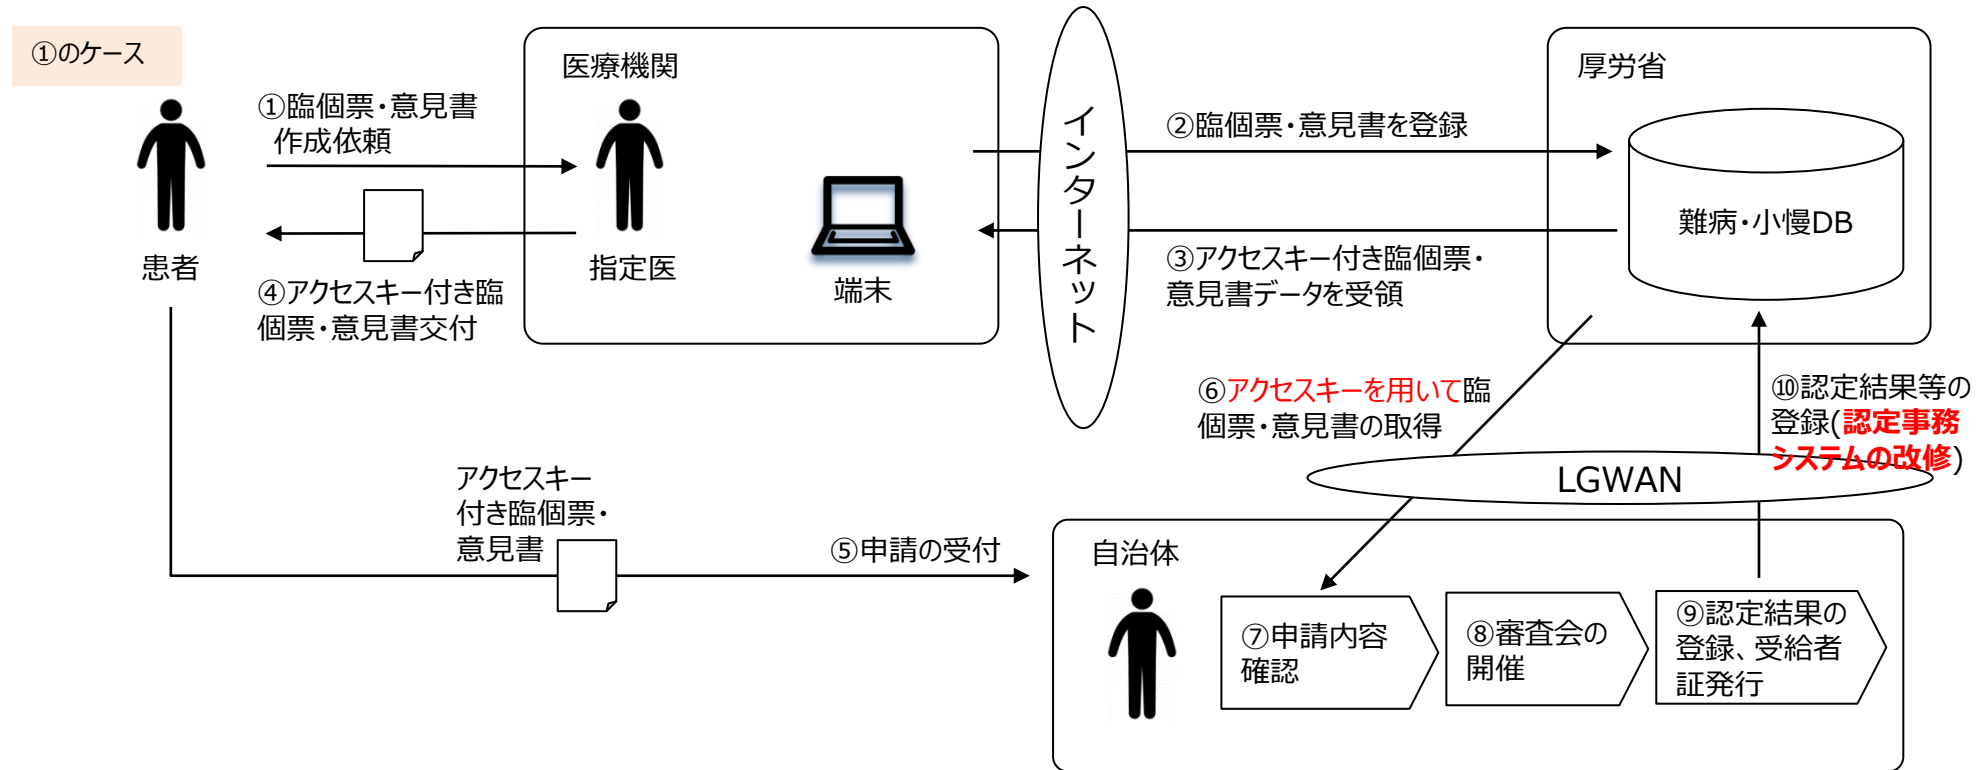 ①のケース
医療機関
厚労省
①臨個票・意見書
作成依頼
インターネット
②臨個票・意見書を登録
難病・小慢DB
患者
指定医
端末
③アクセスキー付き臨個票・
意見書データを受領
④アクセスキー付き臨
個票・意見書交付
⑥アクセスキーを用いて臨
個票・意見書の取得
⑩認定結果等の
登録(認定事務
システムの改修)
LGWAN
アクセスキー
付き臨個票・
意見書
⑤申請の受付
自治体
⑦申請内容
確認
⑧審査会の
開催
⑨認定結果の
登録、受給者
証発行